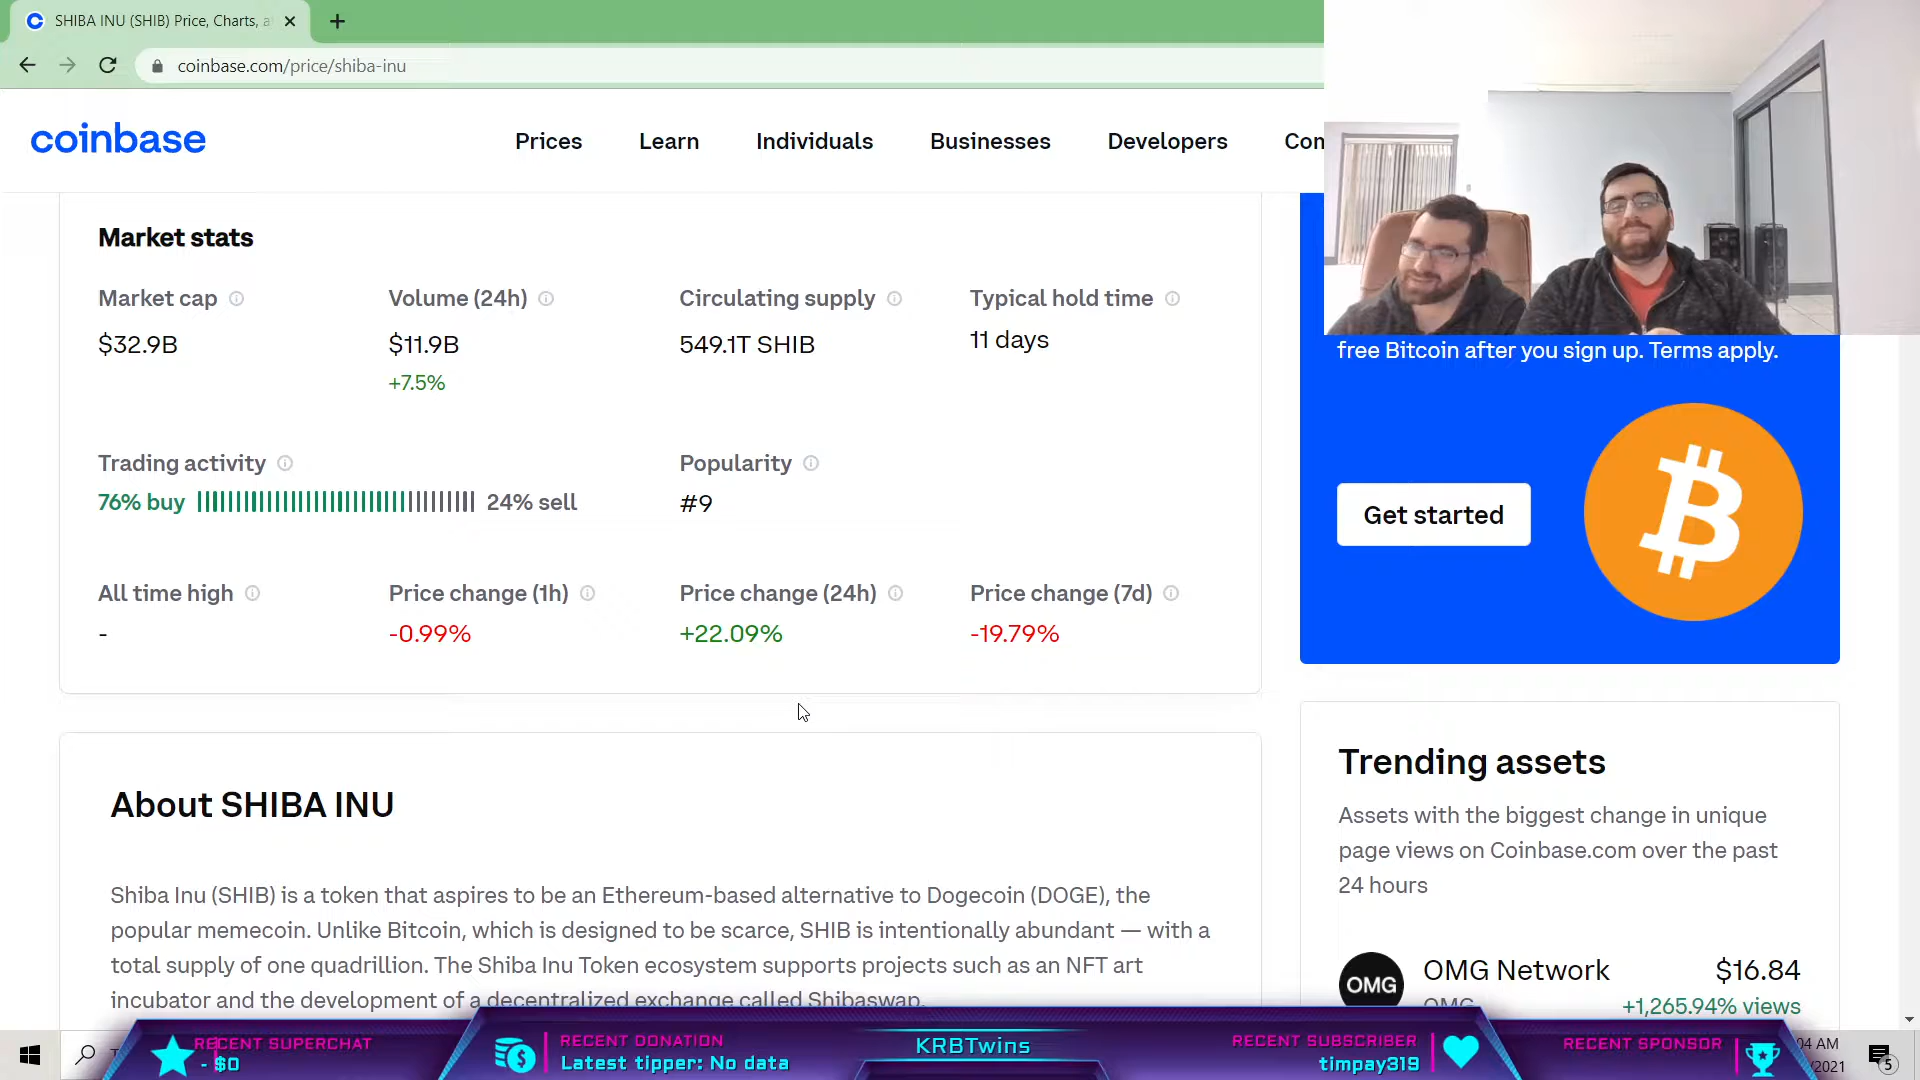 SHIBA INU (SHIB) Price, Charts, a
coinbase.com/price/shiba-inu
coinbase
Prices Learn Individuals Businesses Developers
Market stats
Market cap Volume (24h) Circulating supply Typical hold time
$32.9B $11.9B 549.1T SHIB 11 days
+7.5%
Trading activity Popularity
76% buy 24% sell #9
All time high Price change (1h) Price change (24h) Price change (7d)
- -0.99% +22.09% -19.79%
About SHIBA INU
Shiba Inu (SHIB) is a token that aspires to be an Ethereum-based alternative to Dogecoin (DOGE), the
popular memecoin. Unlike Bitcoin, which is designed to be scarce, SHIB is intentionally abundant — with a
total supply of one quadrillion. The Shiba Inu Token ecosystem supports projects such as an NFT art
incubator and the development of a decentralized exchange called Shibaswap.
free Bitcoin after you sign up. Terms apply.
Get started
Trending assets
Assets with the biggest change in unique
page views on Coinbase.com over the past
24 hours
OMG
OMG Network $16.84
OMG +1,265.94% views
RECENT SUPERCHAT
- $0
RECENT DONATION
Latest tipper: No data
KRBTwins
RECENT SUBSCRIBER
timpay319
RECENT SPONSOR
04 AM
/2021
5